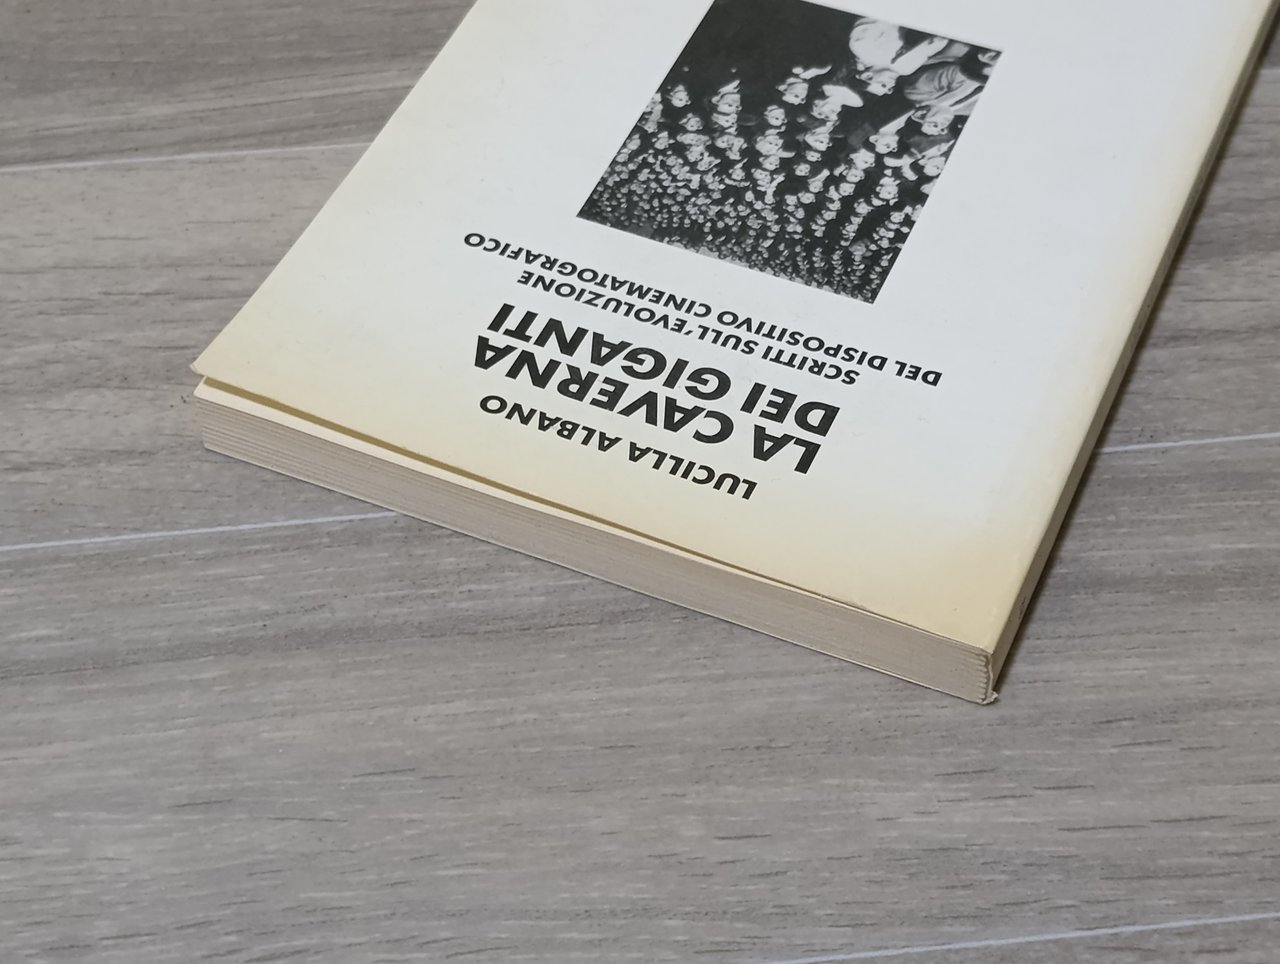 LUCILLA ALBANO
LA CAVERNA
DEI GIGANTI
SCRITTI SULL'EVOLUZIONE
DEL DISPOSITIVO CINEMATOGRAFICO